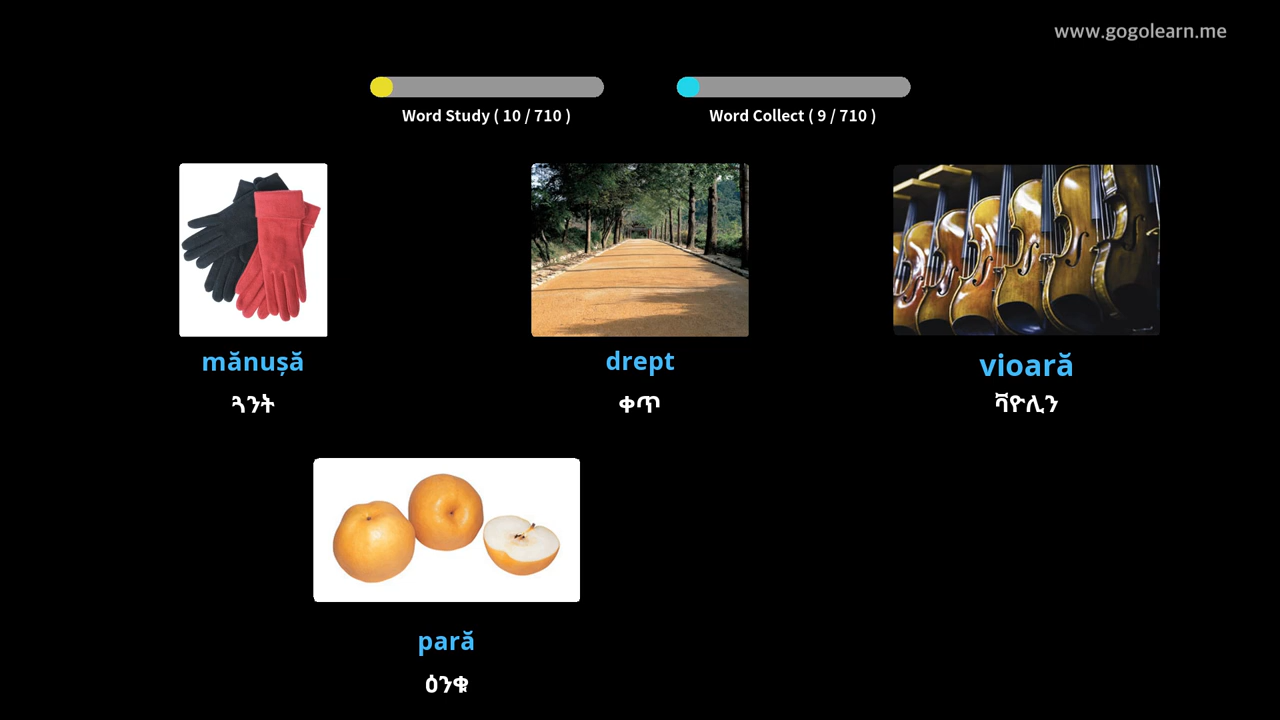 www.gogolearn.me
Word Study ( 10 / 710 )
Word Collect ( 9 / 710 )
mănușă
drept
vioară
ጓንት
ቀጥ
ቫዮሊን
pară
ዕንቁ